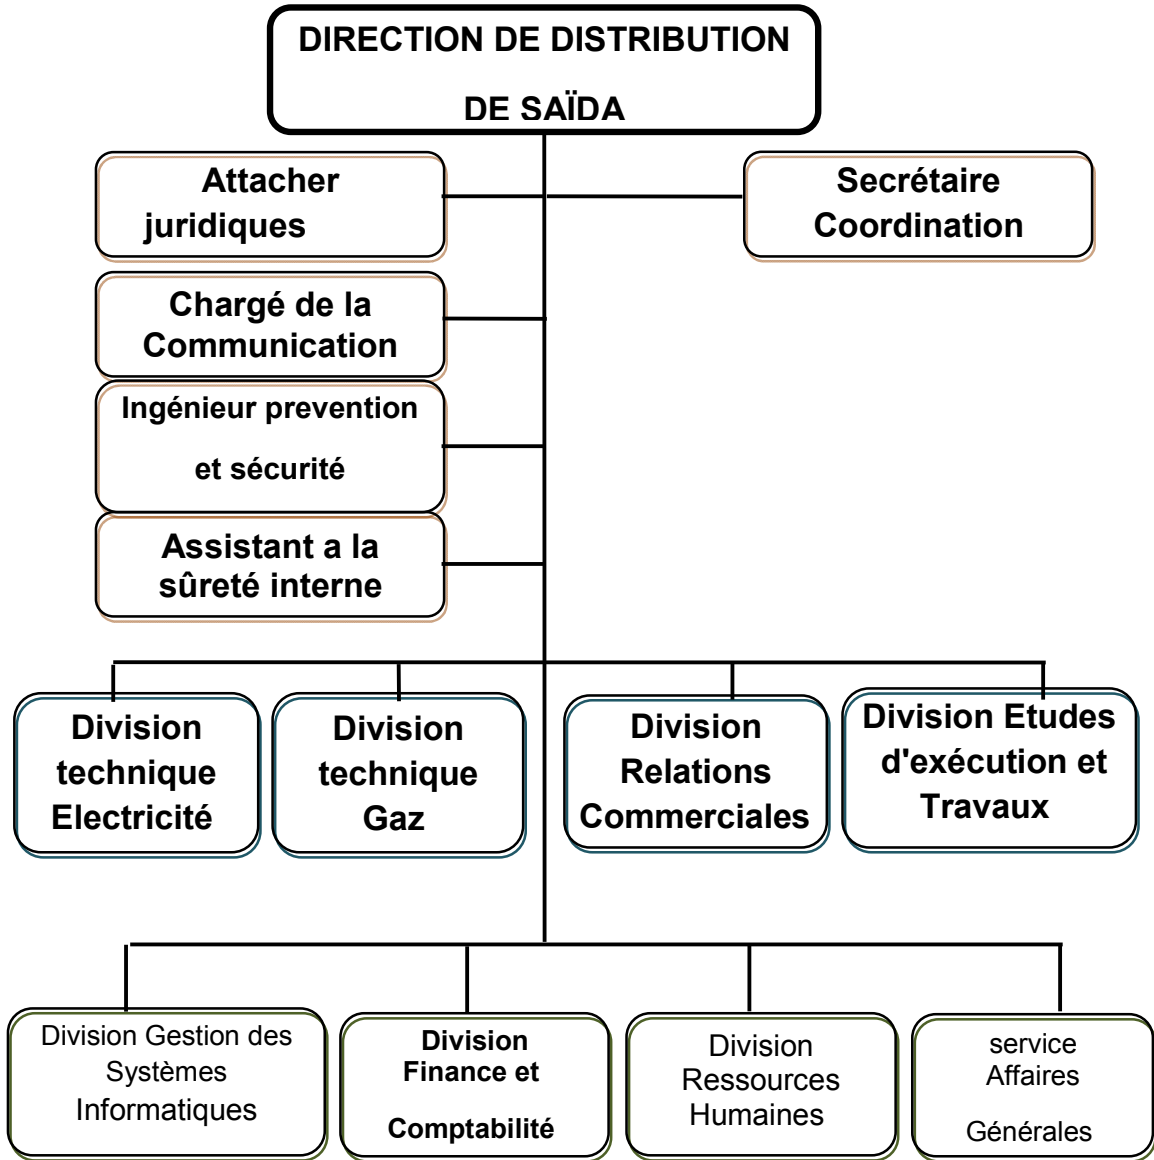 DIRECTION DE DISTRIBUTION
DE SAÏDA
Attacher
juridiques
Secrétaire
Coordination
Chargé de la
Communication
Ingénieur prevention
et sécurité
Assistant a la
sûreté interne
Division
technique
Electricité
Division
technique
Gaz
Division
Relations
Commerciales
Division Etudes
d'exécution et
Travaux
Division Gestion des
Systèmes
Informatiques
Division
Finance et
Comptabilité
Division
Ressources
Humaines
service
Affaires
Générales